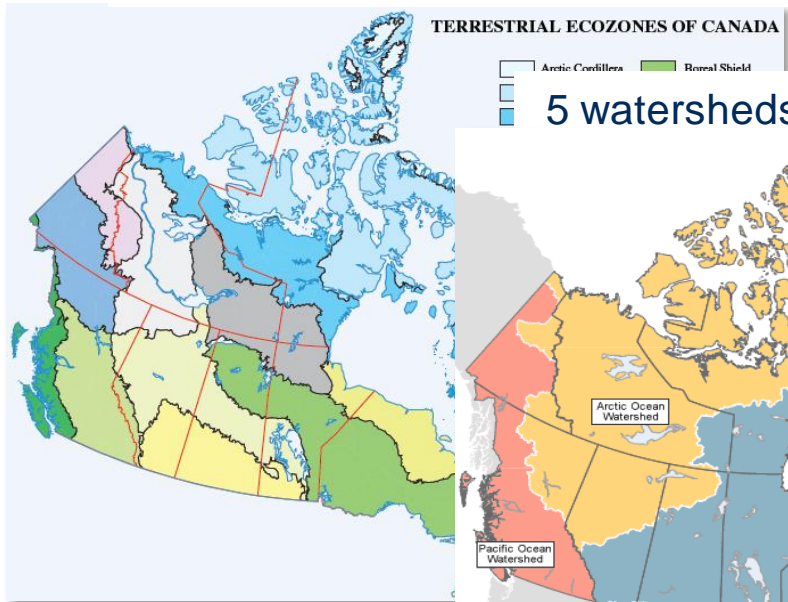 TERRESTRIAL ECOZONES OF CANADA
Arctic Cordillera
Boreal Shield
5 watersheds
Arctic Ocean
Watershed
Pacific Ocean
Watershed